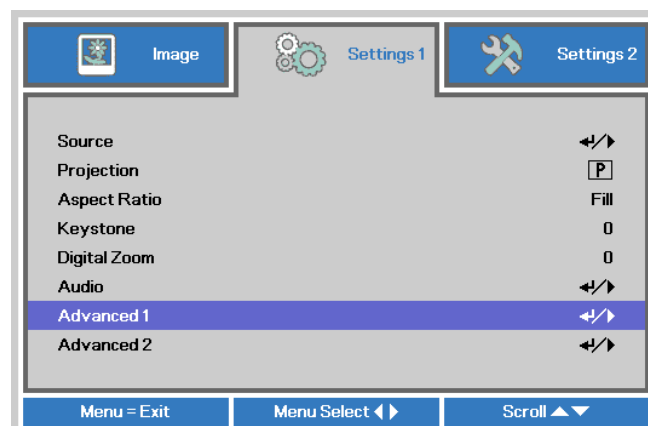 Image Settings 1 Settings 2
Source ↵/▶
Projection P
Aspect Ratio Fill
Keystone 0
Digital Zoom 0
Audio ↵/▶
Advanced 1 ↵/▶
Advanced 2 ↵/▶
Menu = Exit Menu Select ◀▶ Scroll ▲▼